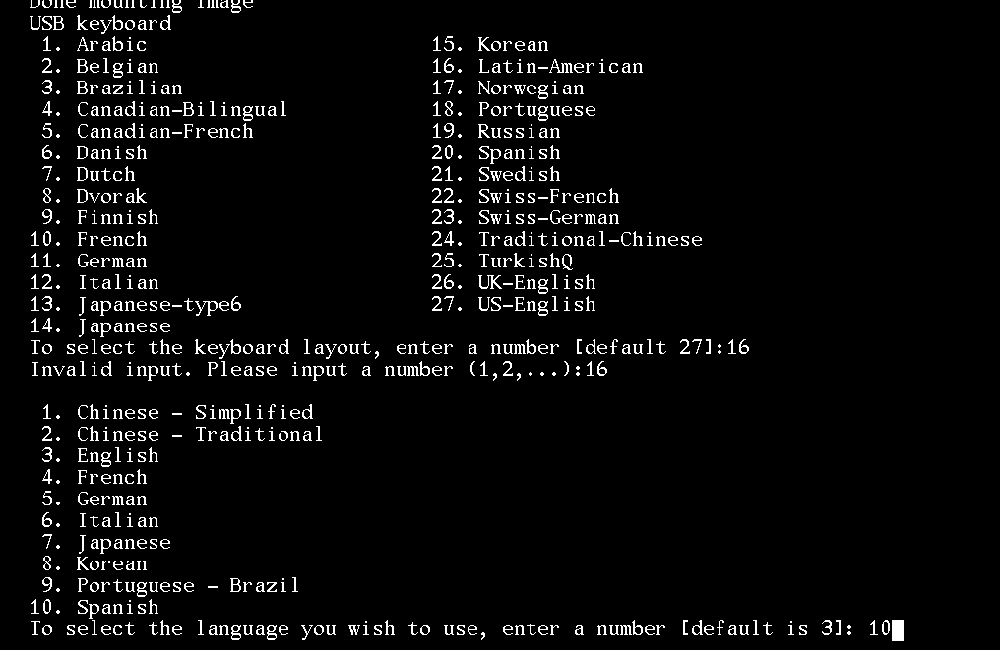 Done mounting image
USB keyboard
1. Arabic 15. Korean
2. Belgian 16. Latin-American
3. Brazilian 17. Norwegian
4. Canadian-Bilingual 18. Portuguese
5. Canadian-French 19. Russian
6. Danish 20. Spanish
7. Dutch 21. Swedish
8. Dvorak 22. Swiss-French
9. Finnish 23. Swiss-German
10. French 24. Traditional-Chinese
11. German 25. TurkishQ
12. Italian 26. UK-English
13. Japanese-type6 27. US-English
14. Japanese
To select the keyboard layout, enter a number [default 27]:16
Invalid input. Please input a number (1,2,...):16
1. Chinese - Simplified
2. Chinese - Traditional
3. English
4. French
5. German
6. Italian
7. Japanese
8. Korean
9. Portuguese - Brazil
10. Spanish
To select the language you wish to use, enter a number [default is 3]: 10